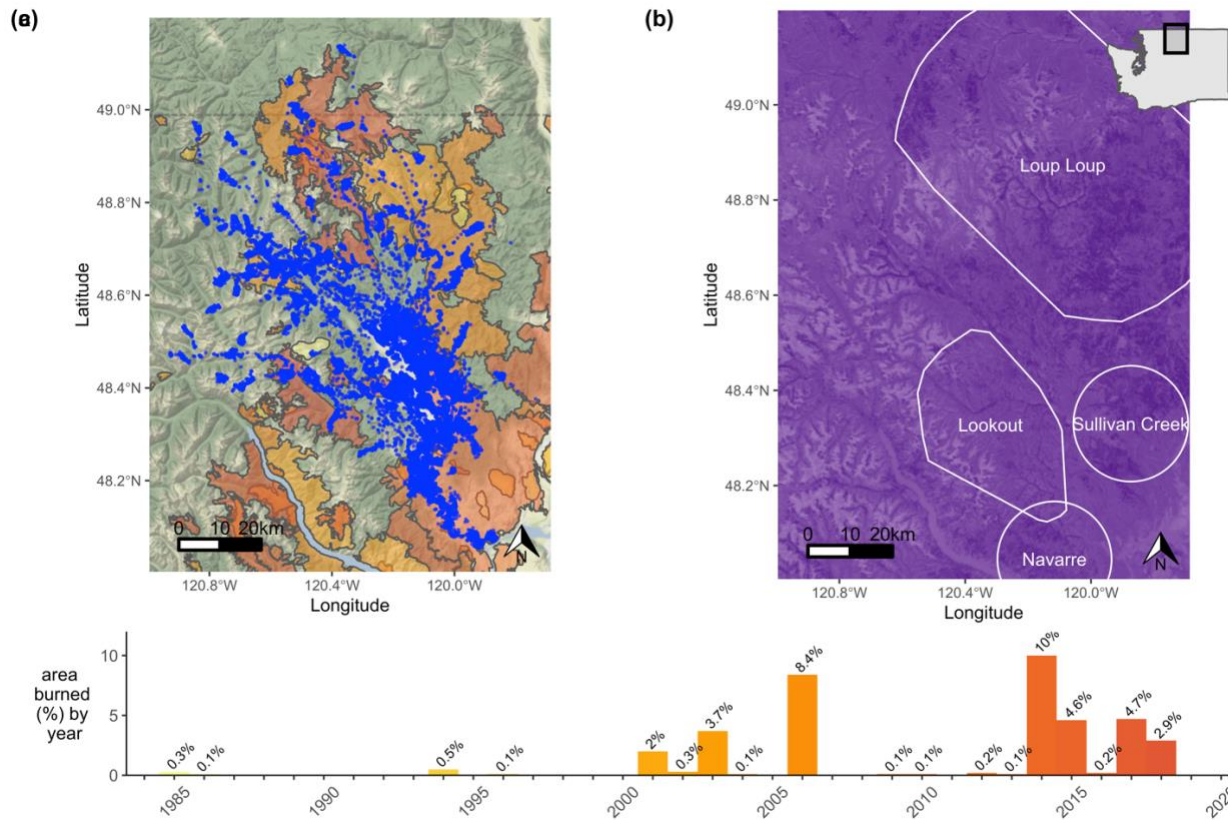 (a)
49.0°N
48.8°N
48.6°N
48.4°N
48.2°N
Latitude
0 10 20km
N
120.8°W 120.4°W 120.0°W
Longitude
(b)
49.0°N
48.8°N
48.6°N
48.4°N
48.2°N
Latitude
Loup Loup
Lookout
Sullivan Creek
Navarre
0 10 20km
N
120.8°W 120.4°W 120.0°W
Longitude
area
burned
(%) by
year
10
5
0
0.3% 0.1% 0.5% 0.1% 2% 0.3% 3.7% 0.1% 8.4% 0.1% 0.1% 0.2% 0.1% 10% 4.6% 0.2% 4.7% 2.9%
1985 1990 1995 2000 2005 2010 2015